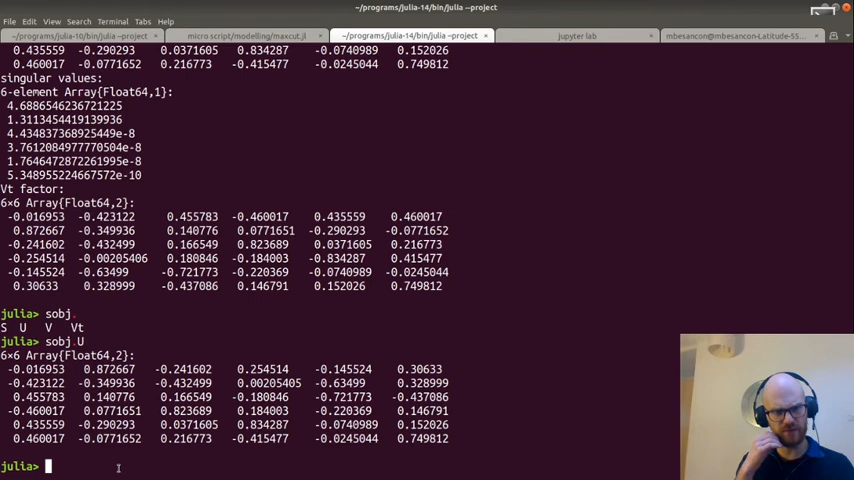 ~/programs/julia-14/bin/julia --project
File Edit View Search Terminal Tabs Help
~/programs/julia-10/bin/julia --project × micro script/modelling/maxcut.jl × ~/programs/julia-14/bin/julia --project × jupyter lab × mbesancon@mbesancon-Latitude-55... ×
0.435559 -0.290293 0.0371605 0.834287 -0.0740989 0.152026
0.460017 -0.0771652 0.216773 -0.415477 -0.0245044 0.749812
singular values:
6-element Array{Float64,1}:
4.6886546236721225
1.3113454419139936
4.434837368925449e-8
3.7612084977770504e-8
1.7646472872261995e-8
5.348955224667572e-10
Vt factor:
6×6 Array{Float64,2}:
-0.016953 -0.423122 0.455783 -0.460017 0.435559 0.460017
0.872667 -0.349936 0.140776 0.0771651 -0.290293 -0.0771652
-0.241602 -0.432499 0.166549 0.823689 0.0371605 0.216773
-0.254514 -0.00205406 0.180846 -0.184003 -0.834287 0.415477
-0.145524 -0.63499 -0.721773 -0.220369 -0.0740989 -0.0245044
0.30633 0.328999 -0.437086 0.146791 0.152026 0.749812
julia> sobj.
S U V Vt
julia> sobj.U
6×6 Array{Float64,2}:
-0.016953 0.872667 -0.241602 0.254514 -0.145524 0.30633
-0.423122 -0.349936 -0.432499 0.00205405 -0.63499 0.328999
0.455783 0.140776 0.166549 -0.180846 -0.721773 -0.437086
-0.460017 0.0771651 0.823689 0.184003 -0.220369 0.146791
0.435559 -0.290293 0.0371605 0.834287 -0.0740989 0.152026
0.460017 -0.0771652 0.216773 -0.415477 -0.0245044 0.749812
julia>